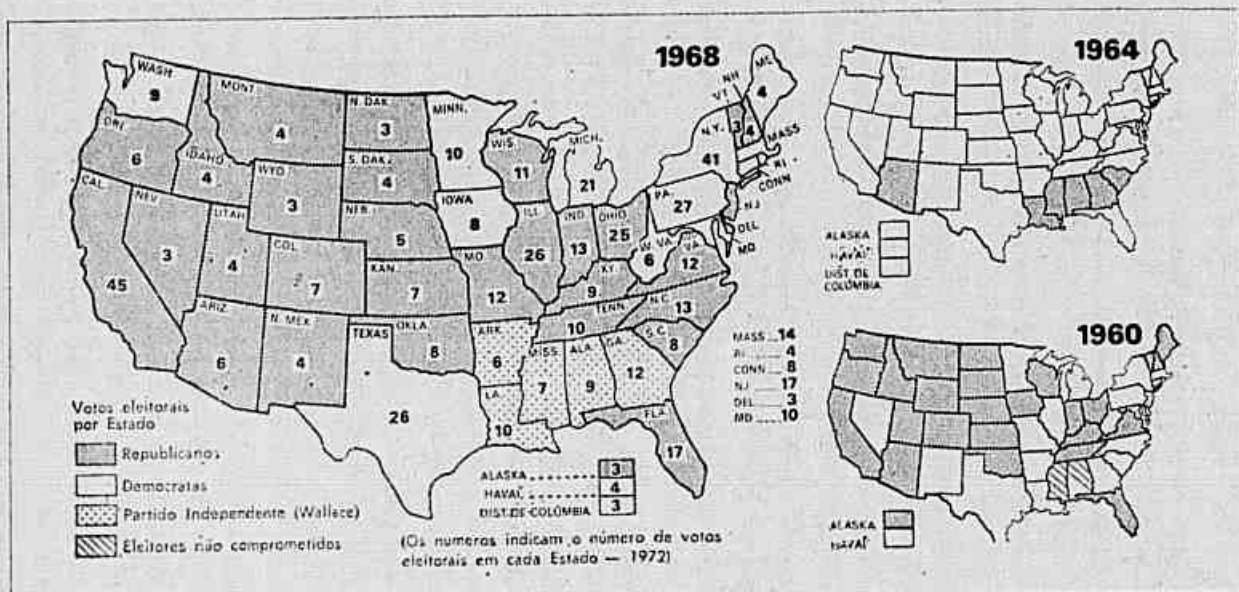 1968
WASH
9
MONT.
4
N. DAK.
3
MINN.
10
ORE.
6
IDAHO
4
WYO
3
S. DAK.
4
WIS.
11
MICH.
21
N.Y.
41
VT.
3
NH
4
ME.
4
MASS
RI
CONN
NJ
DEL
MD
CAL.
45
NEV.
3
UTAH
4
COL
7
NEB.
5
IOWA
8
ILL.
26
IND.
13
OHIO
25
PA.
27
W. VA.
6
VA.
12
KAN.
7
MO.
12
KY.
9
ARIZ
6
N. MEX
4
OKLA.
8
ARK.
6
TENN.
10
N.C.
13
S.C.
8
TEXAS
26
LA.
10
MISS.
7
ALA.
9
GA.
12
FLA.
17
MASS 14
RI 4
CONN 8
NJ 17
DEL 3
MD 10
Votos eleitorais
por Estado
Republicanos
Democratas
Partido Independente (Wallace)
Eleitores não comprometidos
ALASKA 3
HAVAÍ 4
DIST. DE COLÚMBIA 3
(Os numeros indicam o número de votos
eleitorais em cada Estado — 1972)
1964
ALASKA
HAVAÍ
DIST DE
COLÚMBIA
1960
ALASKA
HAVAÍ